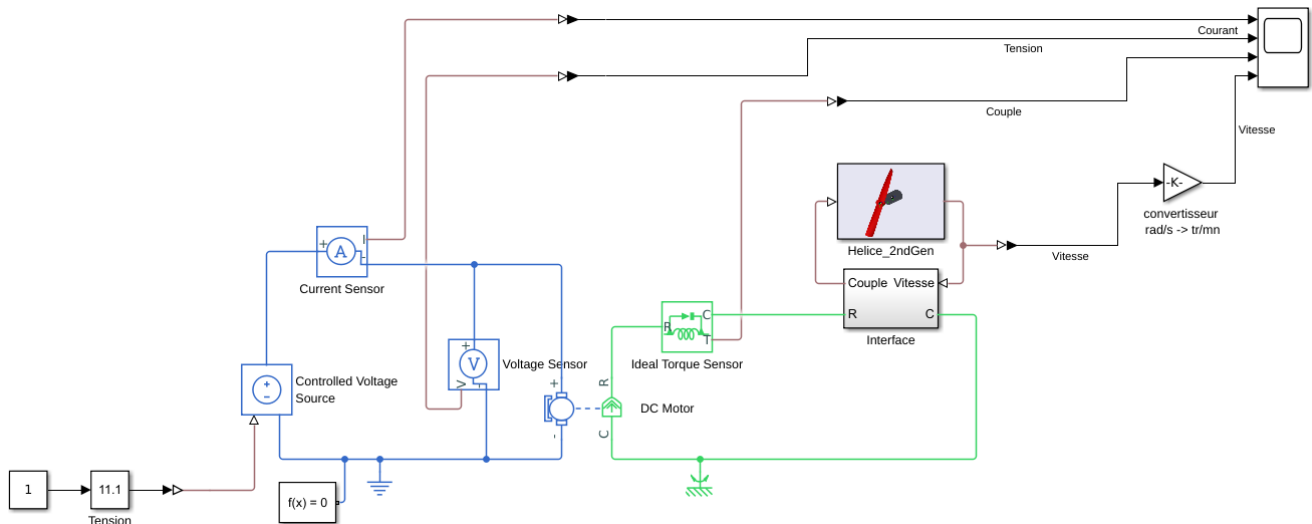 Courant
Tension
Couple
Vitesse
-K-
convertisseur
rad/s -> tr/mn
Helice_2ndGen
Vitesse
+
A
I
-
Current Sensor
Couple Vitesse
R C
Interface
R
C
T
Ideal Torque Sensor
+
V
V
-
Voltage Sensor
+
-
Controlled Voltage
Source
+
-
R
C
DC Motor
1
11.1
Tension
f(x) = 0